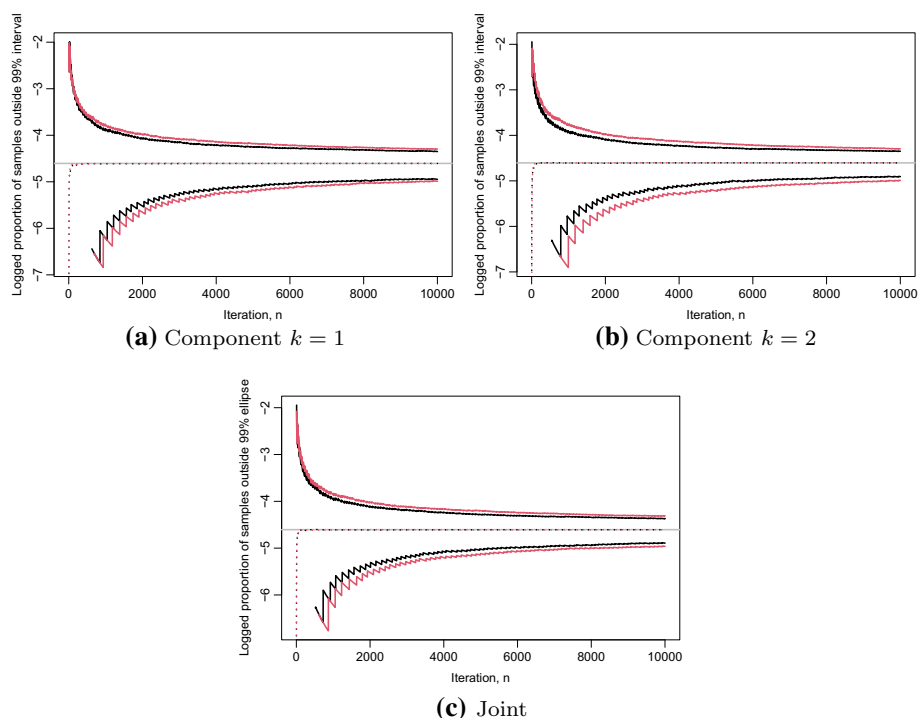 Logged proportion of samples outside 99% interval
-2
-3
-4
-5
-6
-7
0 2000 4000 6000 8000 10000
Iteration, n
(a) Component k = 1
Logged proportion of samples outside 99% interval
-2
-3
-4
-5
-6
-7
0 2000 4000 6000 8000 10000
Iteration, n
(b) Component k = 2
Logged proportion of samples outside 99% ellipse
-2
-3
-4
-5
-6
0 2000 4000 6000 8000 10000
Iteration, n
(c) Joint